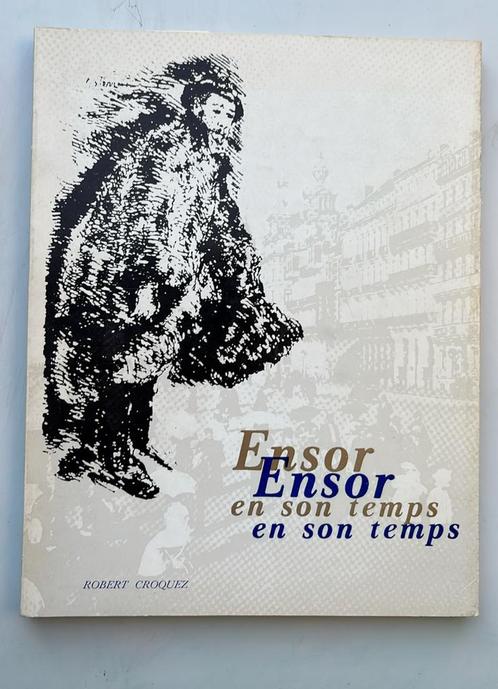 Ensor
Ensor
en son temps
en son temps
ROBERT CROQUEZ